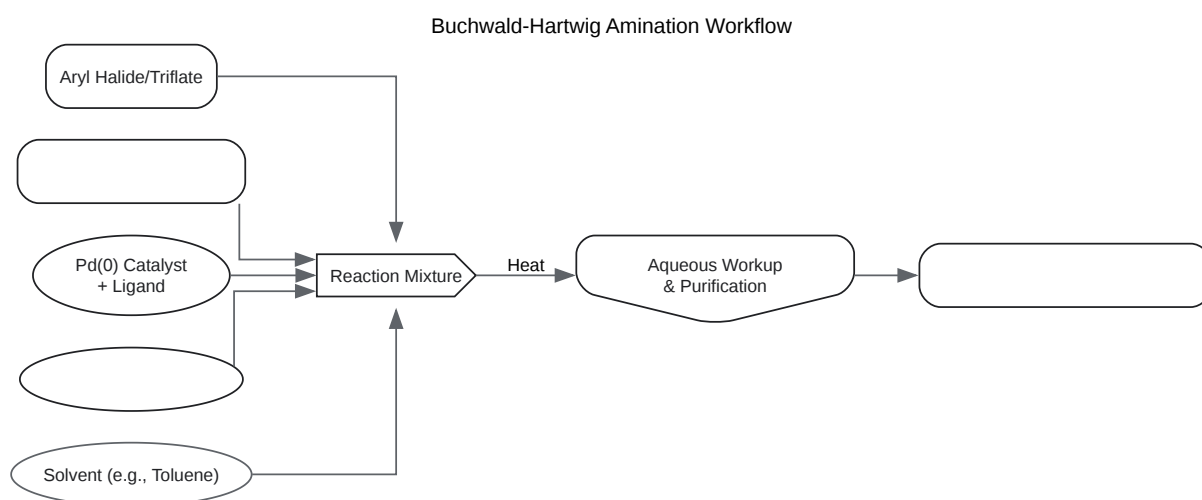 Buchwald-Hartwig Amination Workflow
Aryl Halide/Triflate
Pd(0) Catalyst
+ Ligand
Reaction Mixture
Heat
Aqueous Workup
& Purification
Solvent (e.g., Toluene)